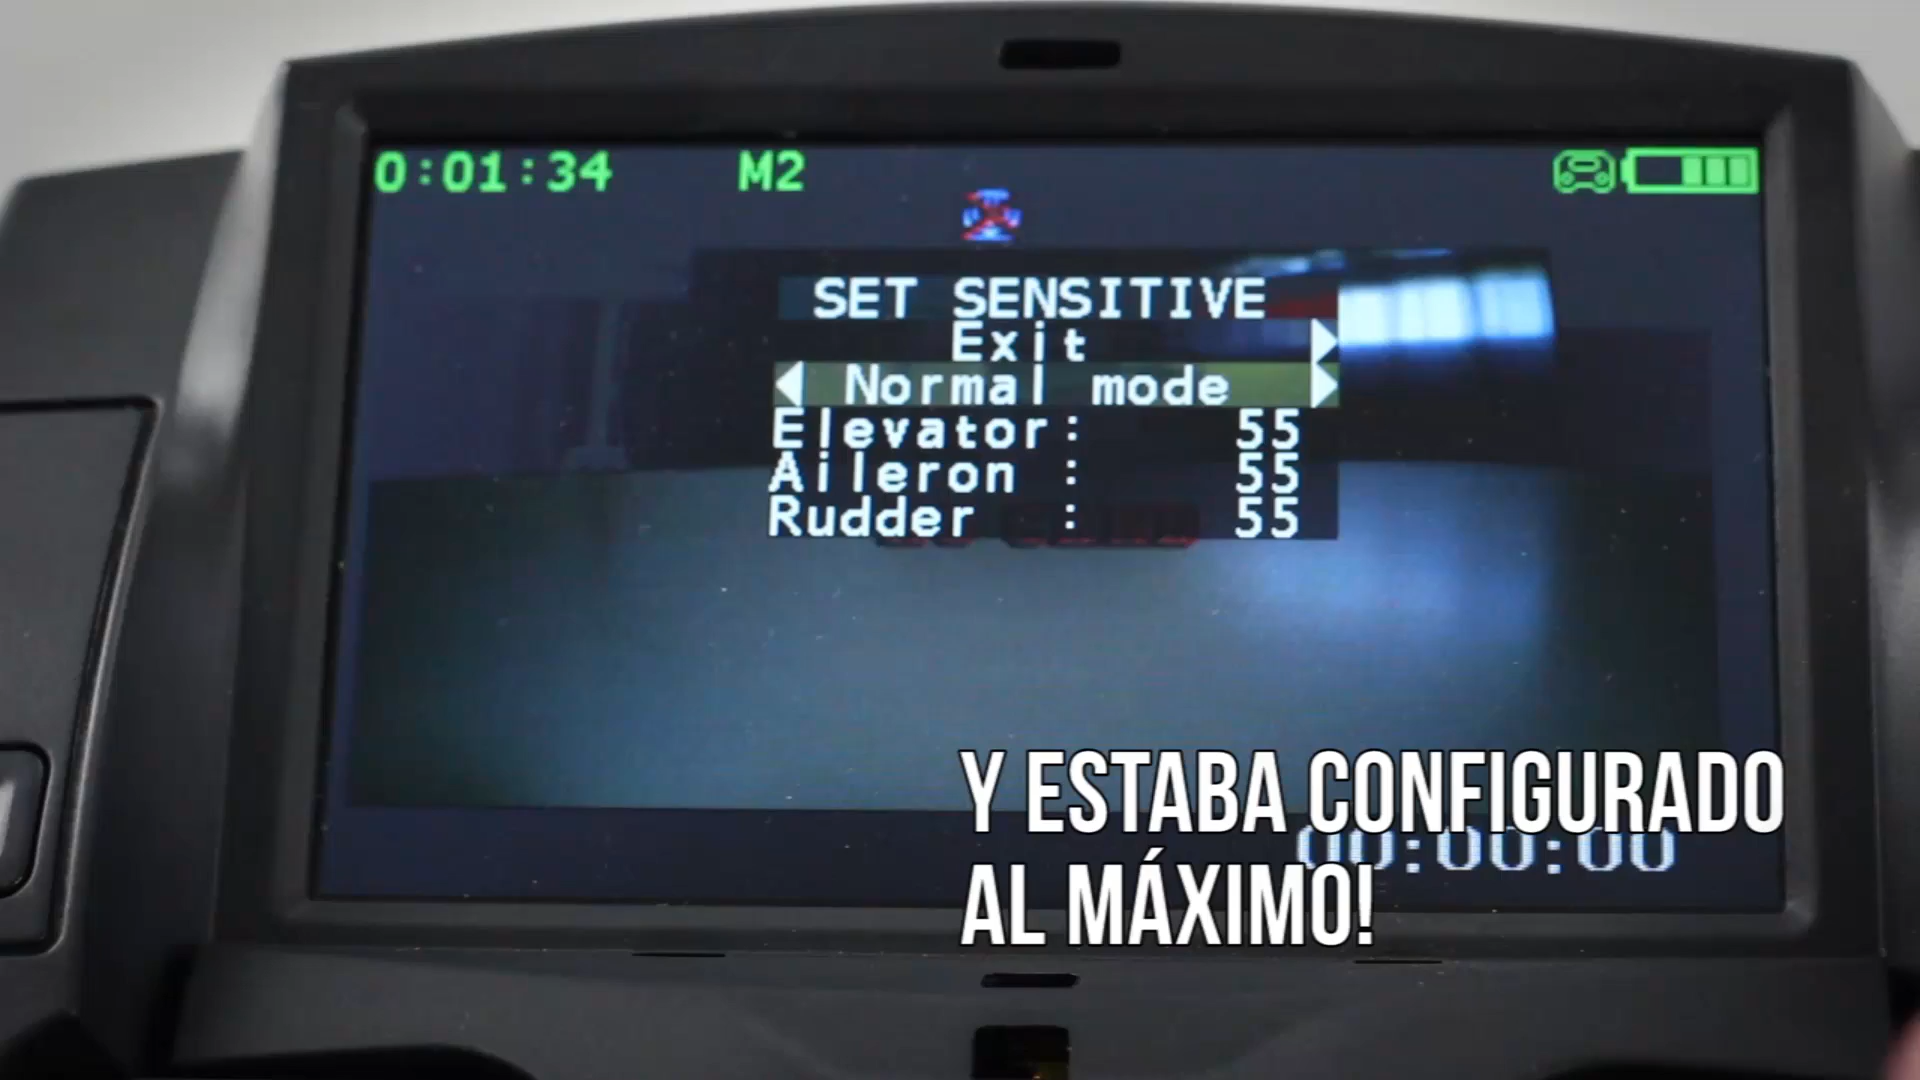 0:01:34 M2
SET SENSITIVE
Exit
Normal mode
Elevator: 55
Aileron : 55
Rudder : 55
Y ESTABA CONFIGURADO
00:00:00
AL MÁXIMO!